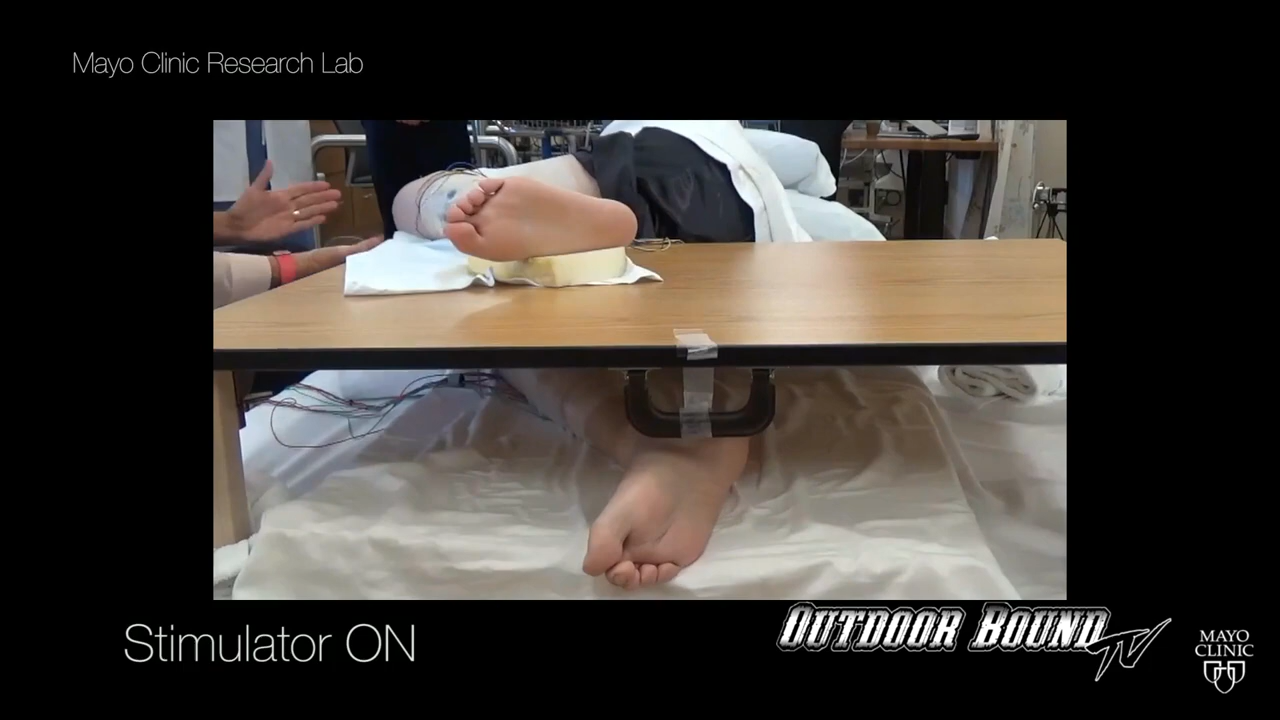 Mayo Clinic Research Lab
Stimulator ON
OUTDOOR BOUND TV
MAYO
CLINIC